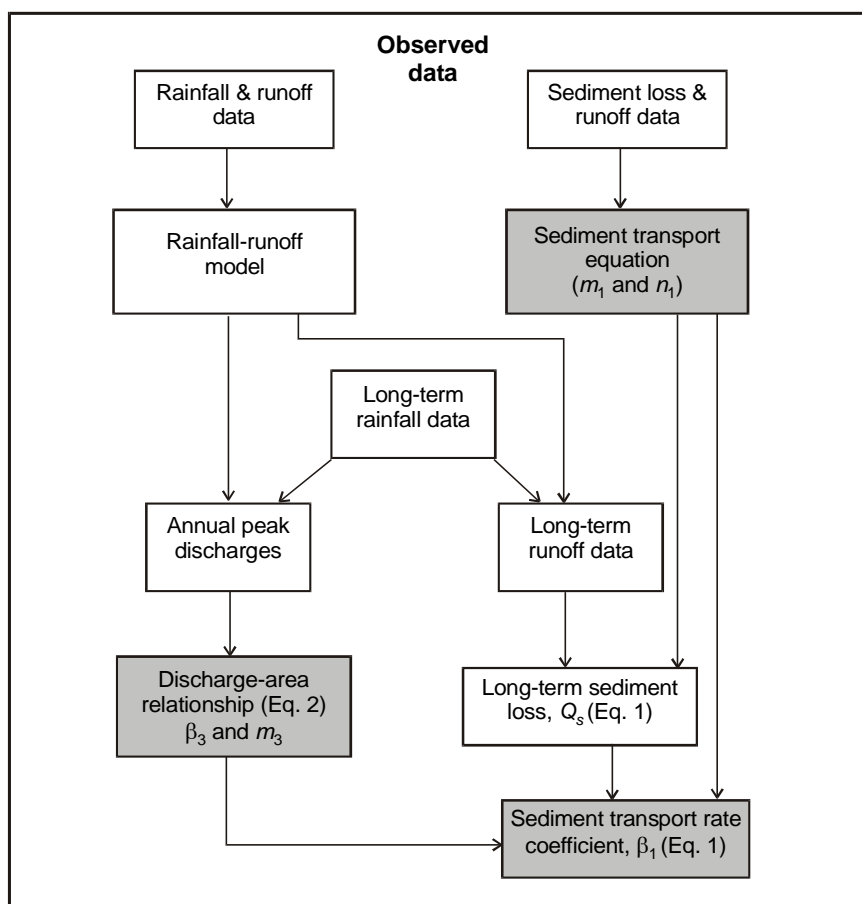 Observed
data
Rainfall & runoff
data
Sediment loss &
runoff data
Rainfall-runoff
model
Sediment transport
equation
(m₁ and n₁)
Long-term
rainfall data
Annual peak
discharges
Long-term
runoff data
Discharge-area
relationship (Eq. 2)
β₃ and m₃
Long-term sediment
loss, Qₛ (Eq. 1)
Sediment transport rate
coefficient, β₁ (Eq. 1)